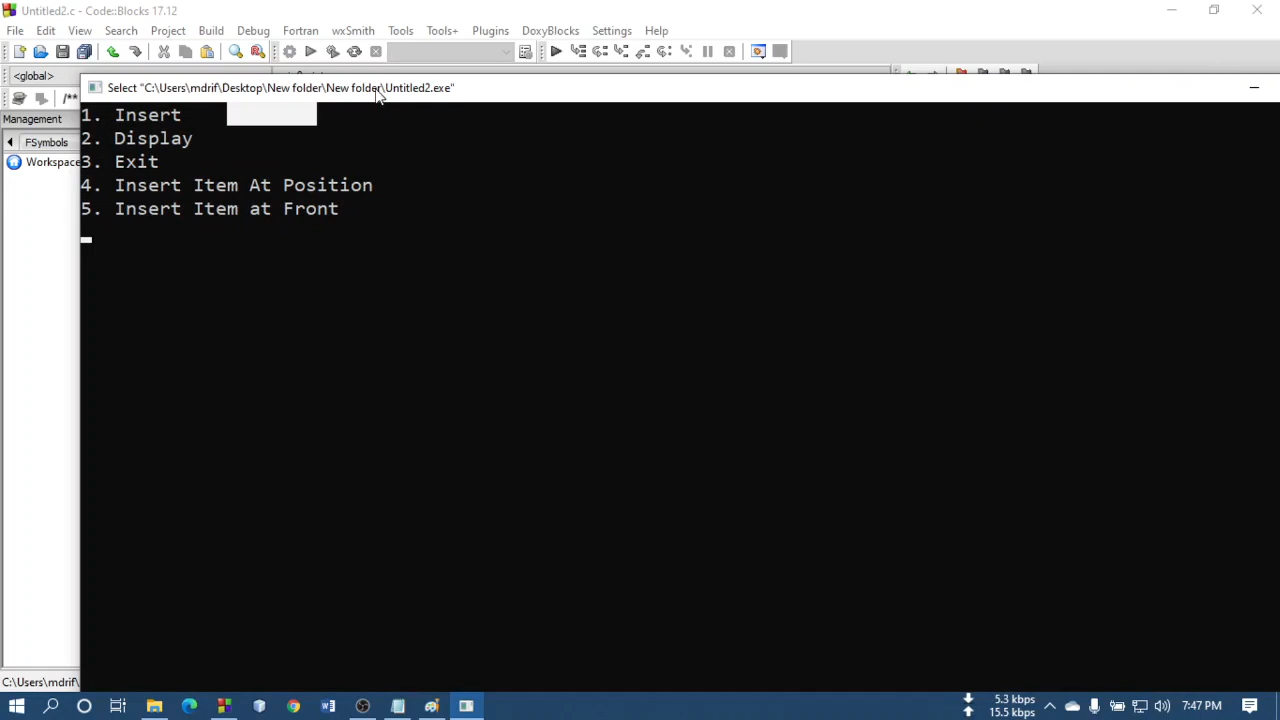 Untitled2.c - Code::Blocks 17.12
File Edit View Search Project Build Debug Fortran wxSmith Tools Tools+ Plugins DoxyBlocks Settings Help
<global>
/**
Select "C:\Users\mdrif\Desktop\New folder\New folder\Untitled2.exe"
Management
1. Insert
2. Display
FSymbols
3. Exit
Workspace
4. Insert Item At Position
5. Insert Item at Front
C:\Users\mdrif\
5.3 kbps
15.5 kbps
7:47 PM